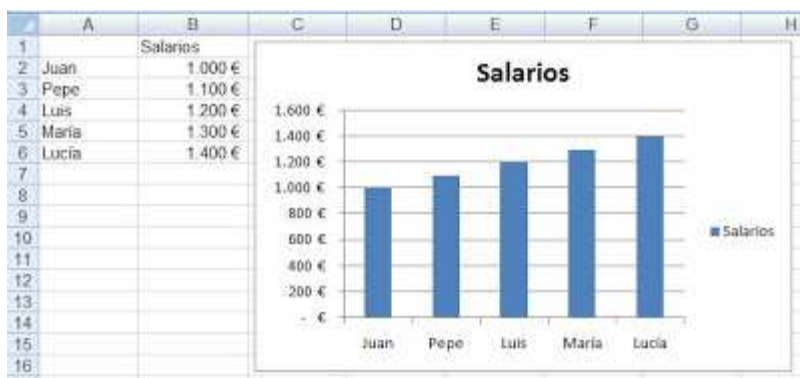 A B C D E F G H
1 Salarios
2 Juan 1.000 €
3 Pepe 1.100 €
4 Luis 1.200 €
5 María 1.300 €
6 Lucía 1.400 €
7
8
9
10
11
12
13
14
15
16
Salarios
1.600 €
1.400 €
1.200 €
1.000 €
800 €
600 €
400 €
200 €
- €
Juan Pepe Luis María Lucía
Salarios